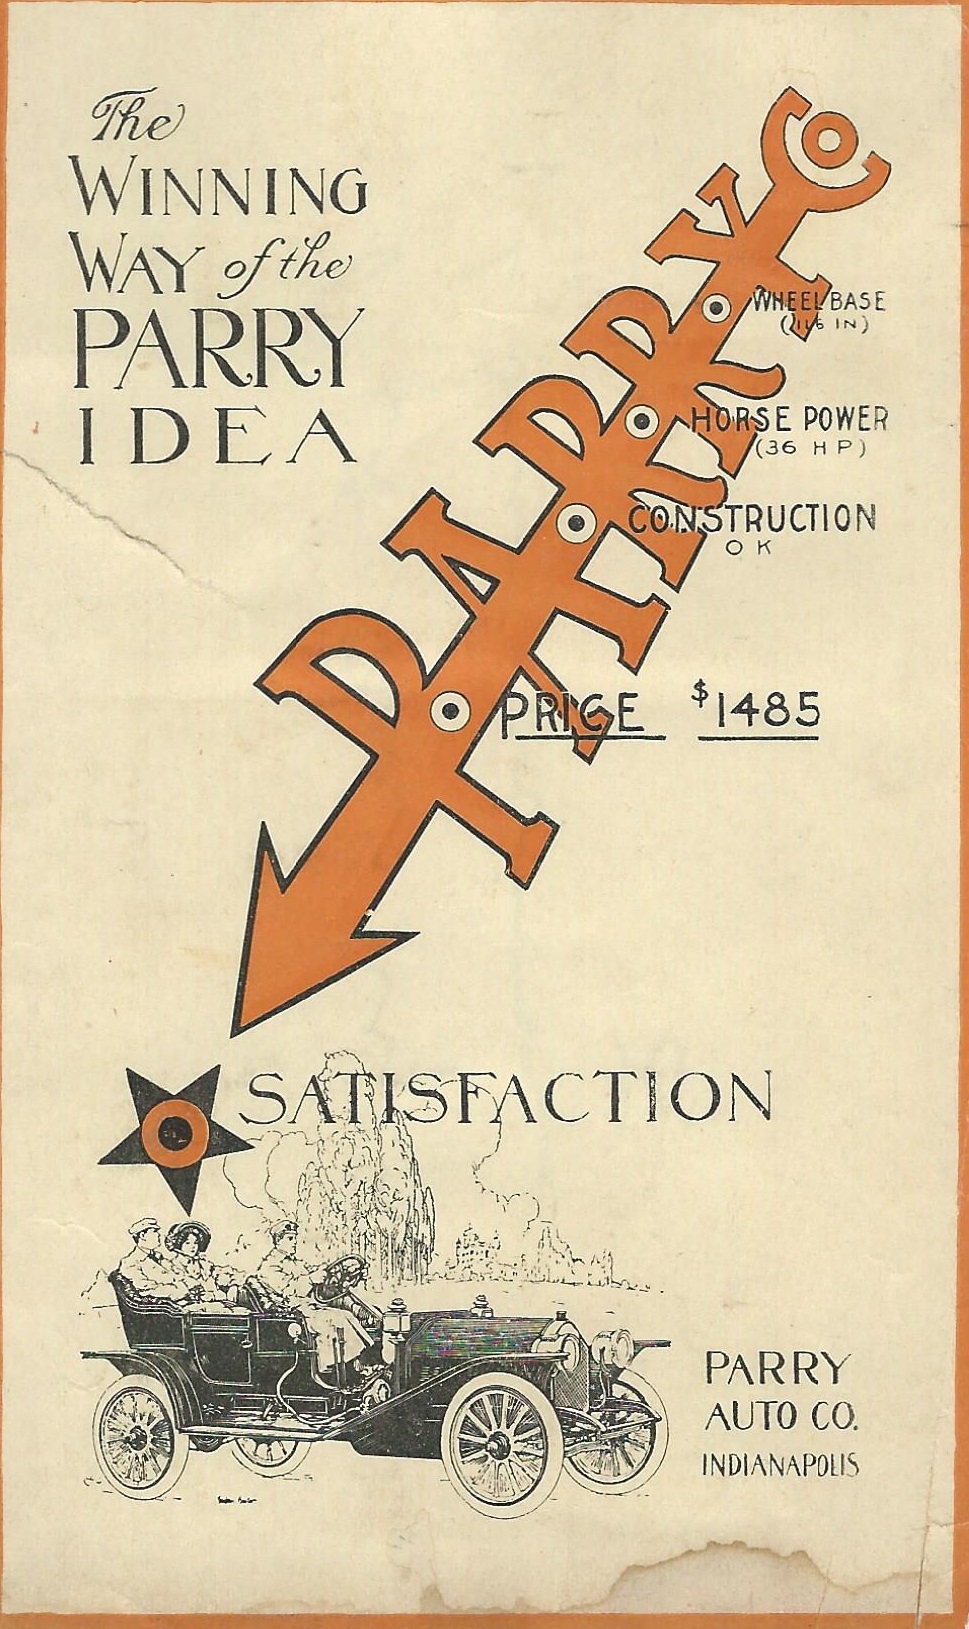 The
WINNING
WAY of the
PARRY
IDEA
PARRY CO
WHEEL BASE
(116 IN)
HORSE POWER
(36 HP)
CONSTRUCTION
OK
PRICE $1485
SATISFACTION
PARRY
AUTO CO.
INDIANAPOLIS